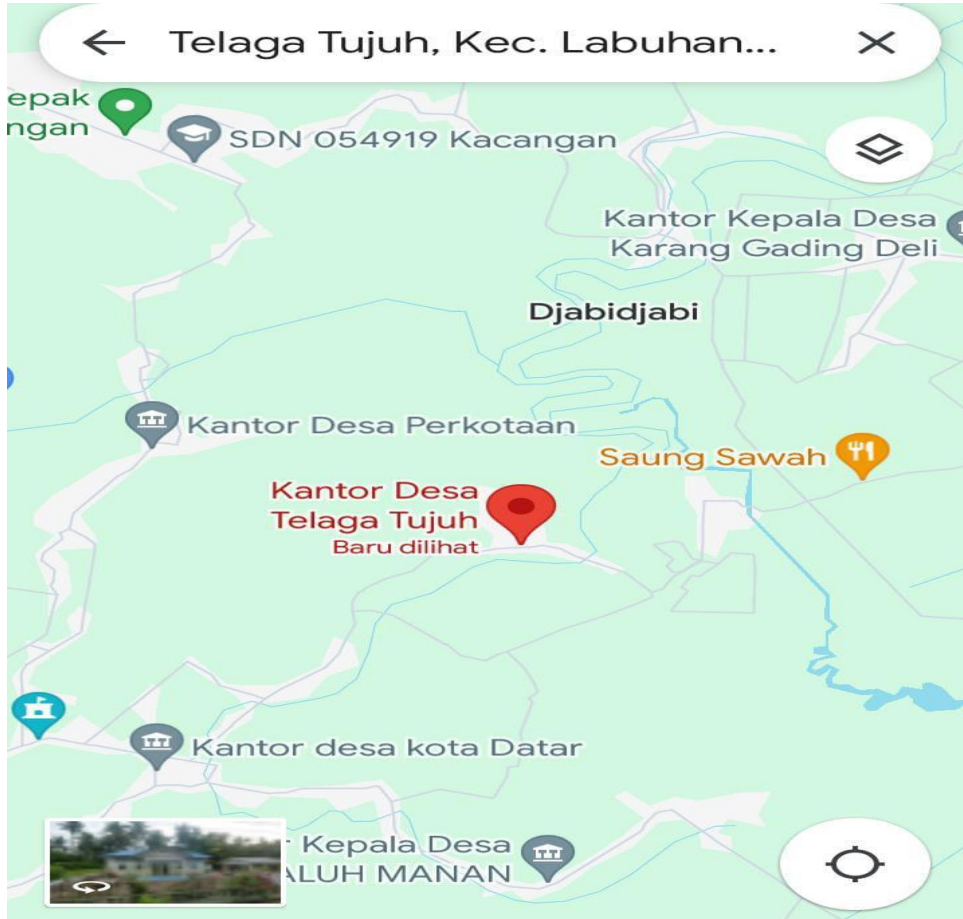 Telaga Tujuh, Kec. Labuhan...
epak
ngan
SDN 054919 Kacangan
Kantor Kepala Desa
Karang Gading Deli
Djabidjabi
Kantor Desa Perkotaan
Saung Sawah
Kantor Desa
Telaga Tujuh
Baru dilihat
Kantor desa kota Datar
Kepala Desa
ALUH MANAN